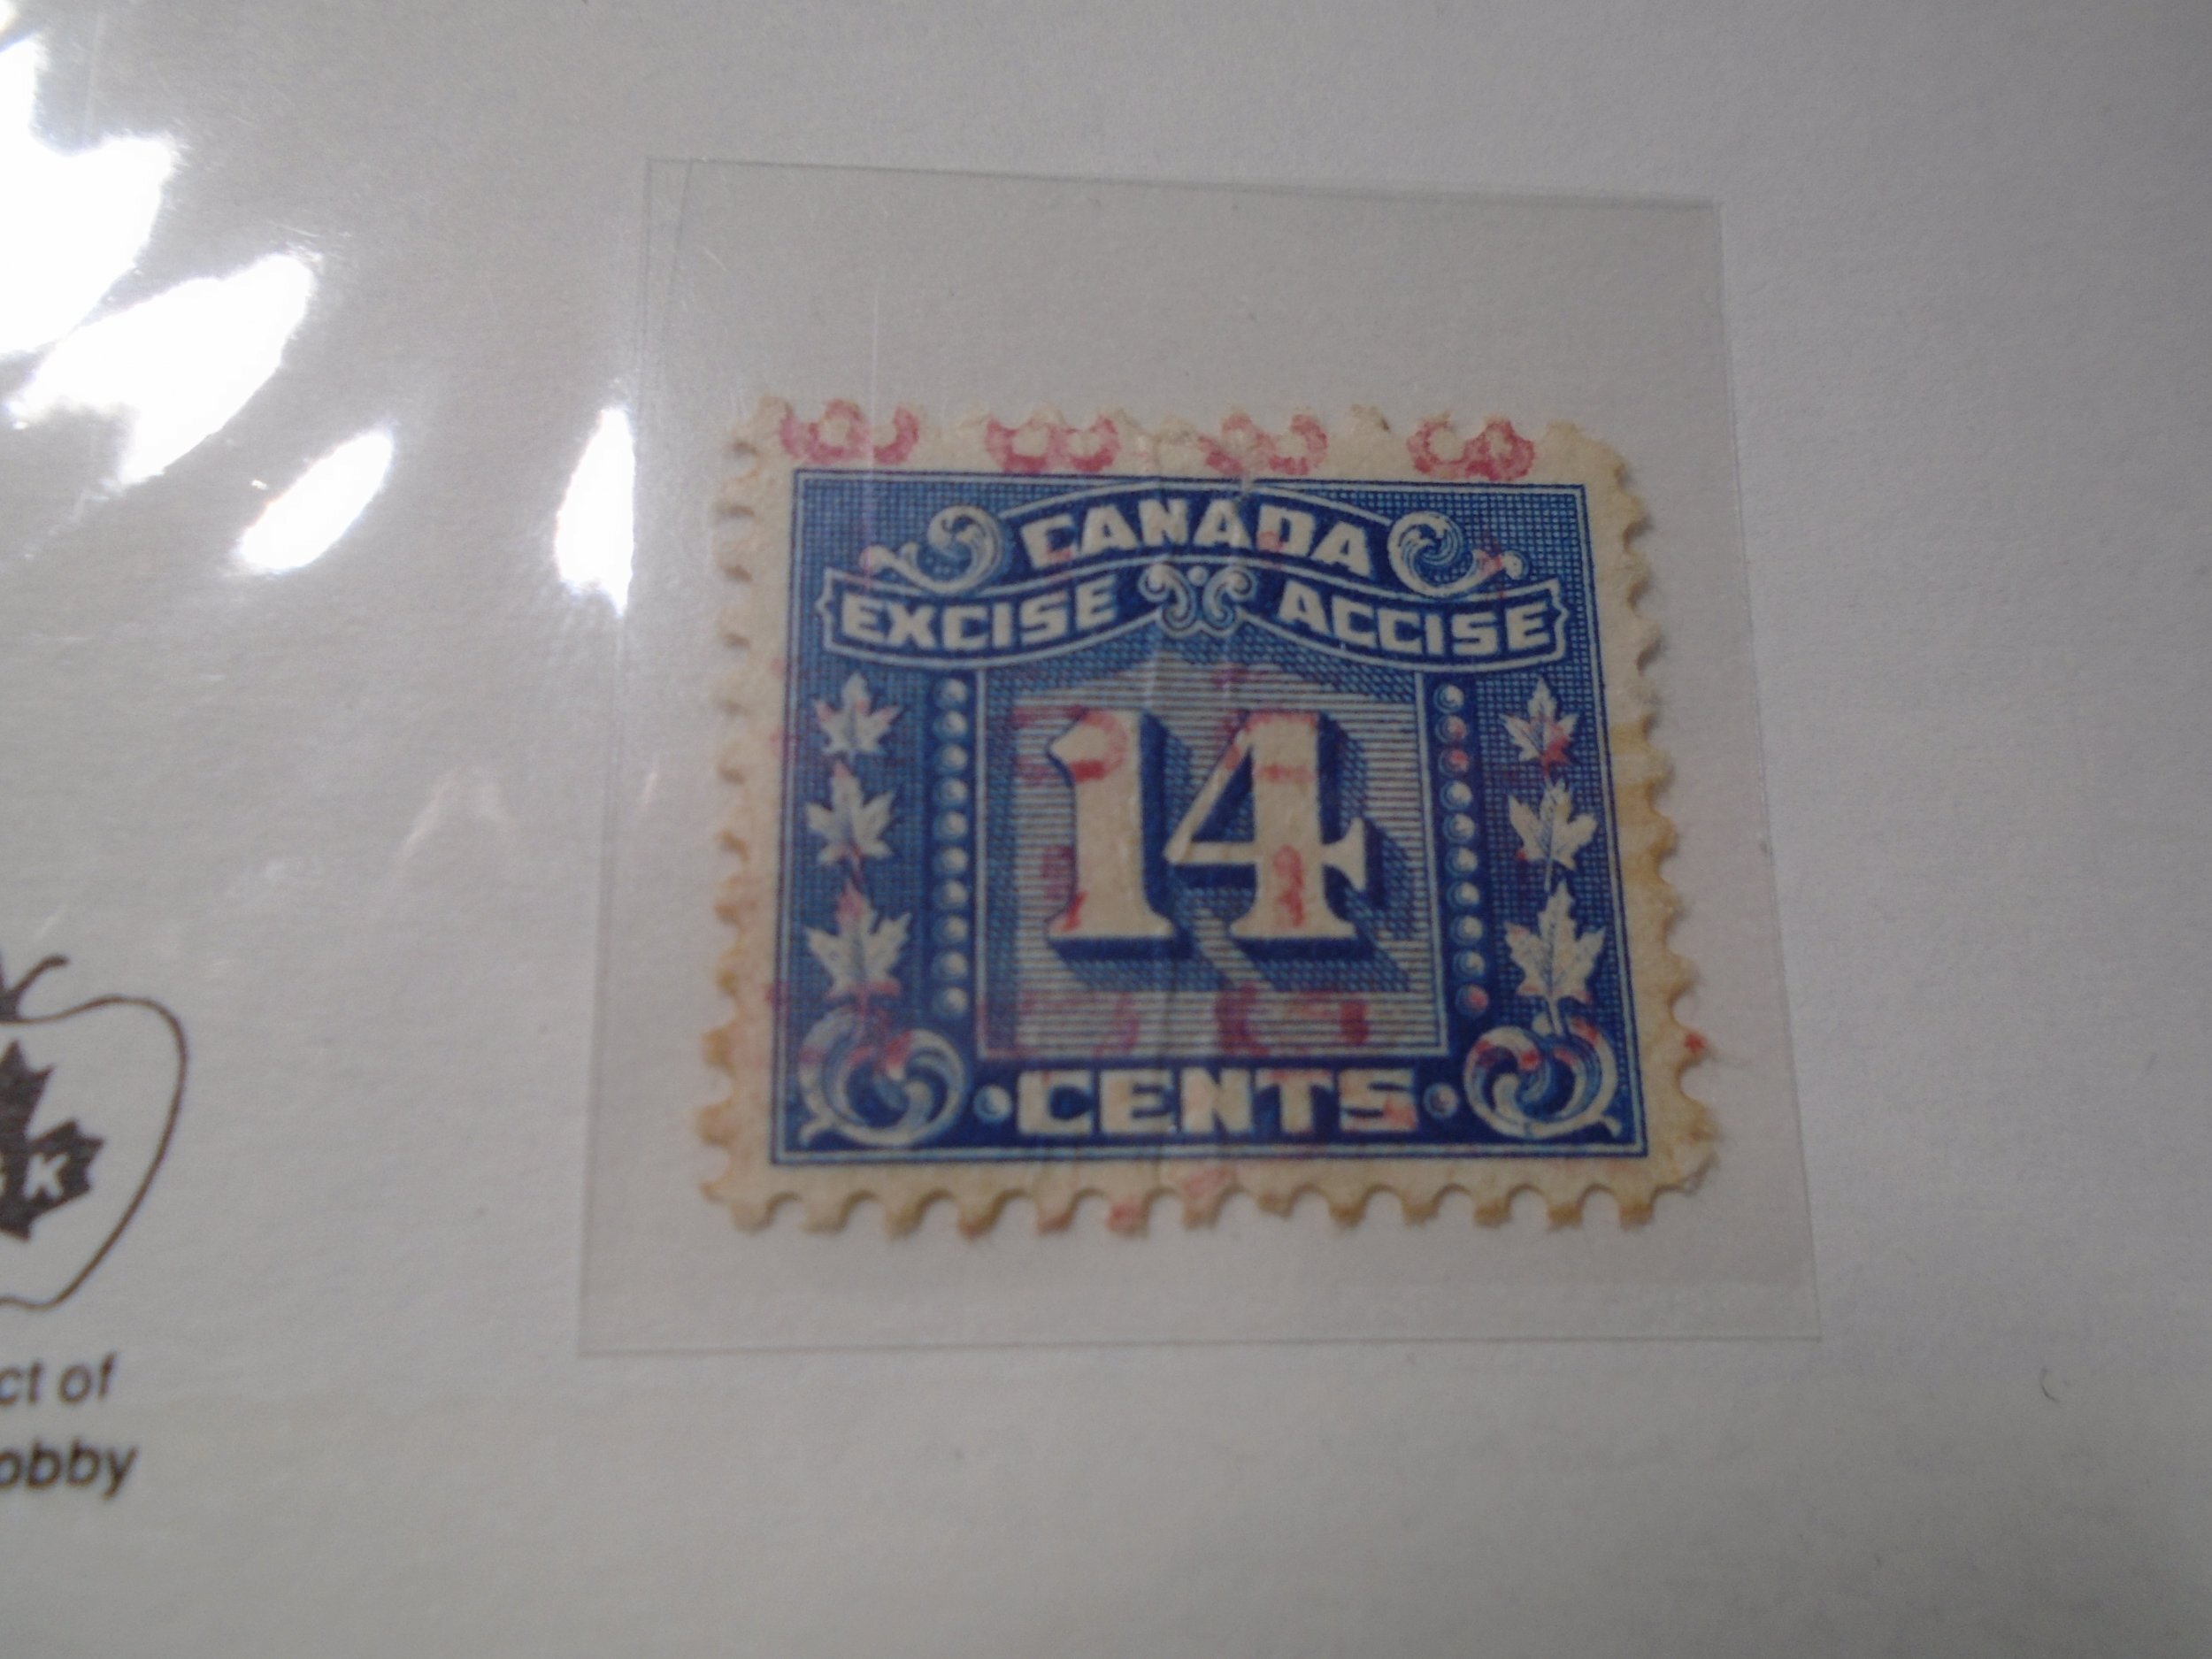 CANADA
EXCISE ACCISE
14
· CENTS ·
K
ct of
obby